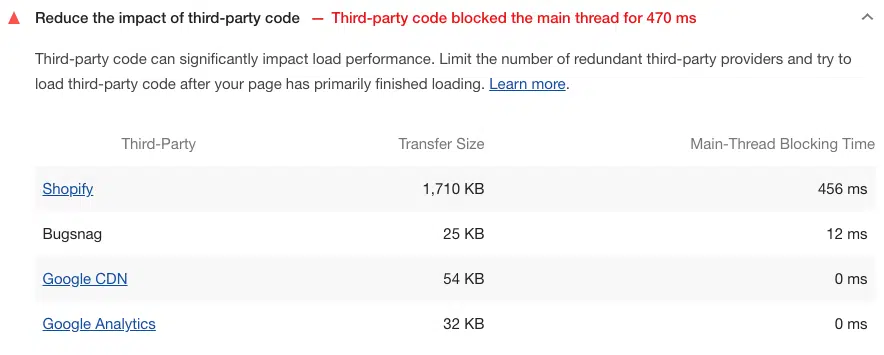 Reduce the impact of third-party code — Third-party code blocked the main thread for 470 ms
Third-party code can significantly impact load performance. Limit the number of redundant third-party providers and try to
load third-party code after your page has primarily finished loading. Learn more.
Third-Party Transfer Size Main-Thread Blocking Time
Shopify 1,710 KB 456 ms
Bugsnag 25 KB 12 ms
Google CDN 54 KB 0 ms
Google Analytics 32 KB 0 ms